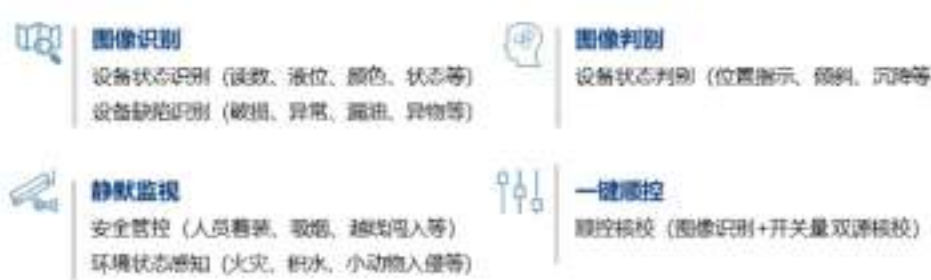 图像识别
设备状态识别（读数、液位、颜色、状态等）
设备缺陷识别（破损、异常、漏油、异物等）
图像判别
设备状态判别（位置指示、倾斜、沉降等
静默监视
安全管控（人员着装、吸烟、越线闯入等）
环境状态感知（火灾、积水、小动物入侵等）
一键顺控
顺控核校（图像识别+开关量双源核校）